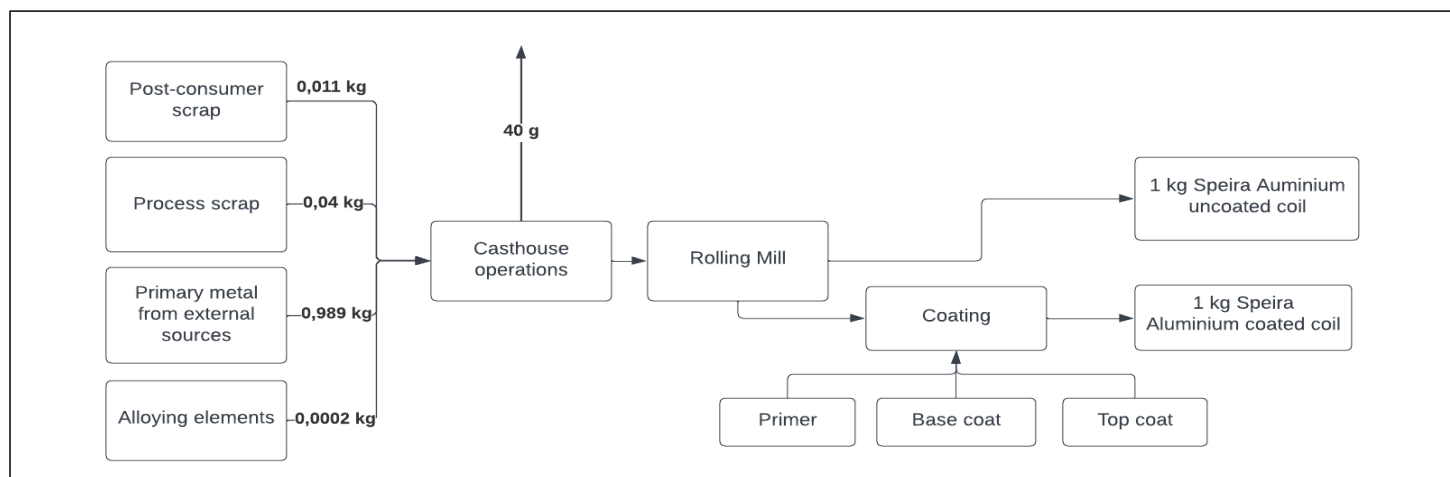 Post-consumer
scrap
0,011 kg
40 g
Process scrap
0,04 kg
Primary metal
from external
sources
0,989 kg
Alloying elements
0,0002 kg
Casthouse
operations
Rolling Mill
1 kg Speira Auminium
uncoated coil
Coating
1 kg Speira
Aluminium coated coil
Primer
Base coat
Top coat